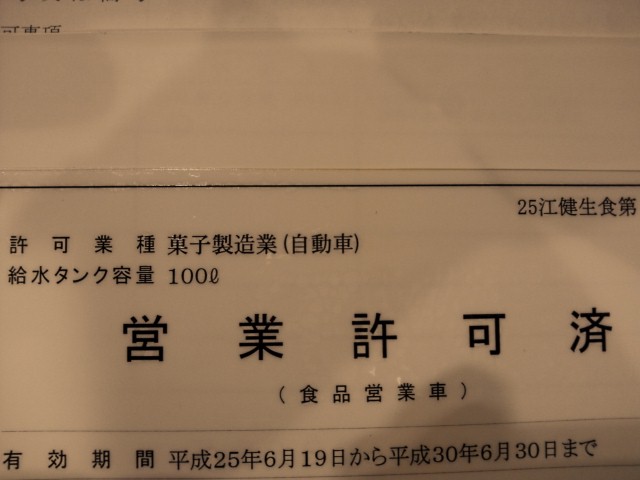 可事項
25江健生食第
許可業種 菓子製造業(自動車)
給水タンク容量 100ℓ
営業許可済
(食品営業車)
有効期間 平成25年6月19日から平成30年6月30日まで